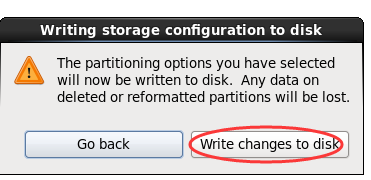 Writing storage configuration to disk
The partitioning options you have selected
will now be written to disk.  Any data on
deleted or reformatted partitions will be lost.
Go back
Write changes to disk